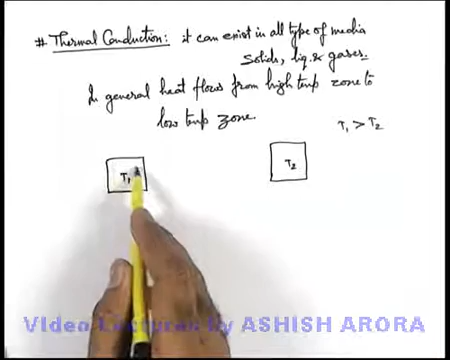 # Thermal Conduction: it can exist in all type of media
Solids, liq. & gases.
In general heat flows from high temp zone to
low temp zone.
T₁ > T₂
T₁
T₂
Video Lectures by ASHISH ARORA